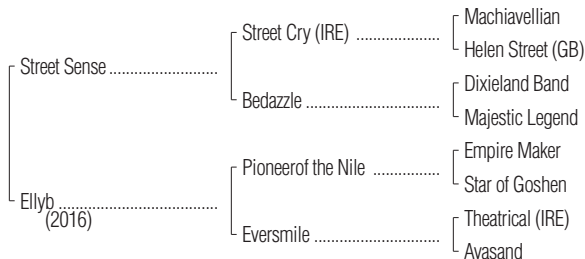 Machiavellian
Street Cry (IRE) ....................
Helen Street (GB)
Street Sense ..........................
Dixieland Band
Bedazzle ................................
Majestic Legend
Empire Maker
Pioneerof the Nile ................
Star of Goshen
Ellyb ......................................
(2016)
Theatrical (IRE)
Eversmile ..............................
Avasand